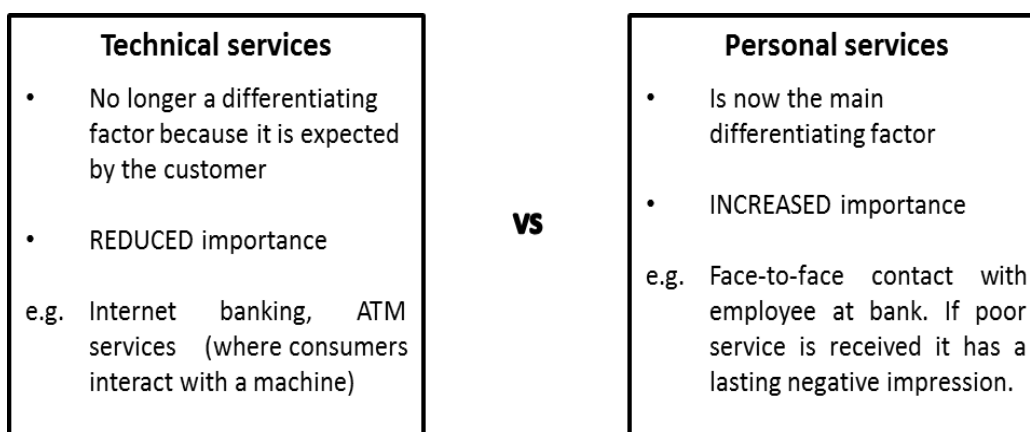 Technical services
• No longer a differentiating
factor because it is expected
by the customer
• REDUCED importance
e.g. Internet banking, ATM
services (where consumers
interact with a machine)
vs
Personal services
• Is now the main
differentiating factor
• INCREASED importance
e.g. Face-to-face contact with
employee at bank. If poor
service is received it has a
lasting negative impression.